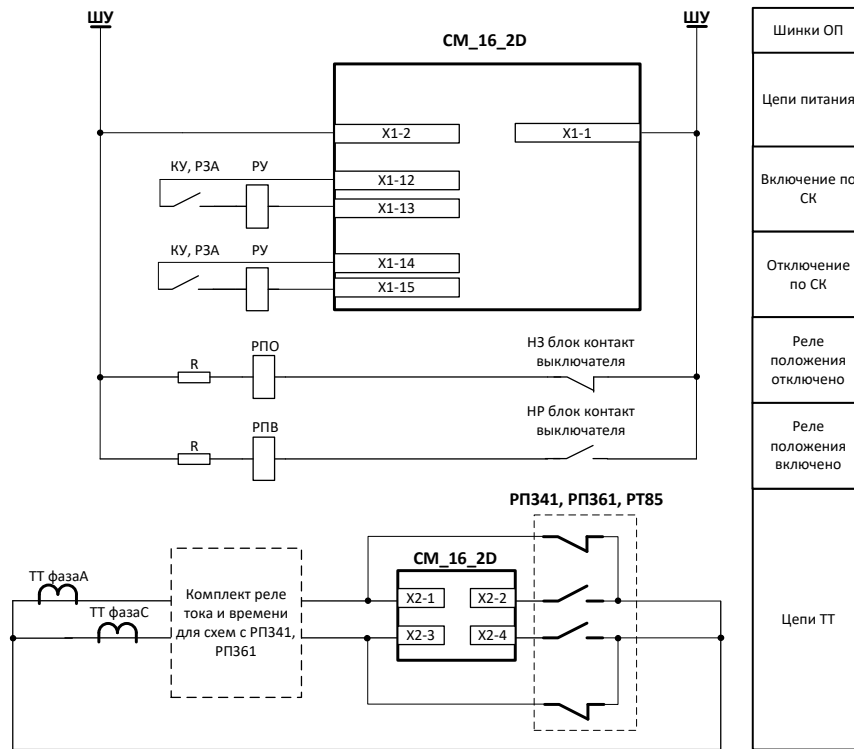 ШУ
ШУ
CM_16_2D
X1-2
X1-1
КУ, РЗА
РУ
X1-12
X1-13
КУ, РЗА
РУ
X1-14
X1-15
РПО
R
НЗ блок контакт
выключателя
РПВ
R
НР блок контакт
выключателя
Шинки ОП
Цепи питания
Включение по
СК
Отключение
по СК
Реле
положения
отключено
Реле
положения
включено
РП341, РП361, РТ85
CM_16_2D
ТТ фазаА
ТТ фазаС
Комплект реле
тока и времени
для схем с РП341,
РП361
X2-1
X2-2
X2-3
X2-4
Цепи ТТ